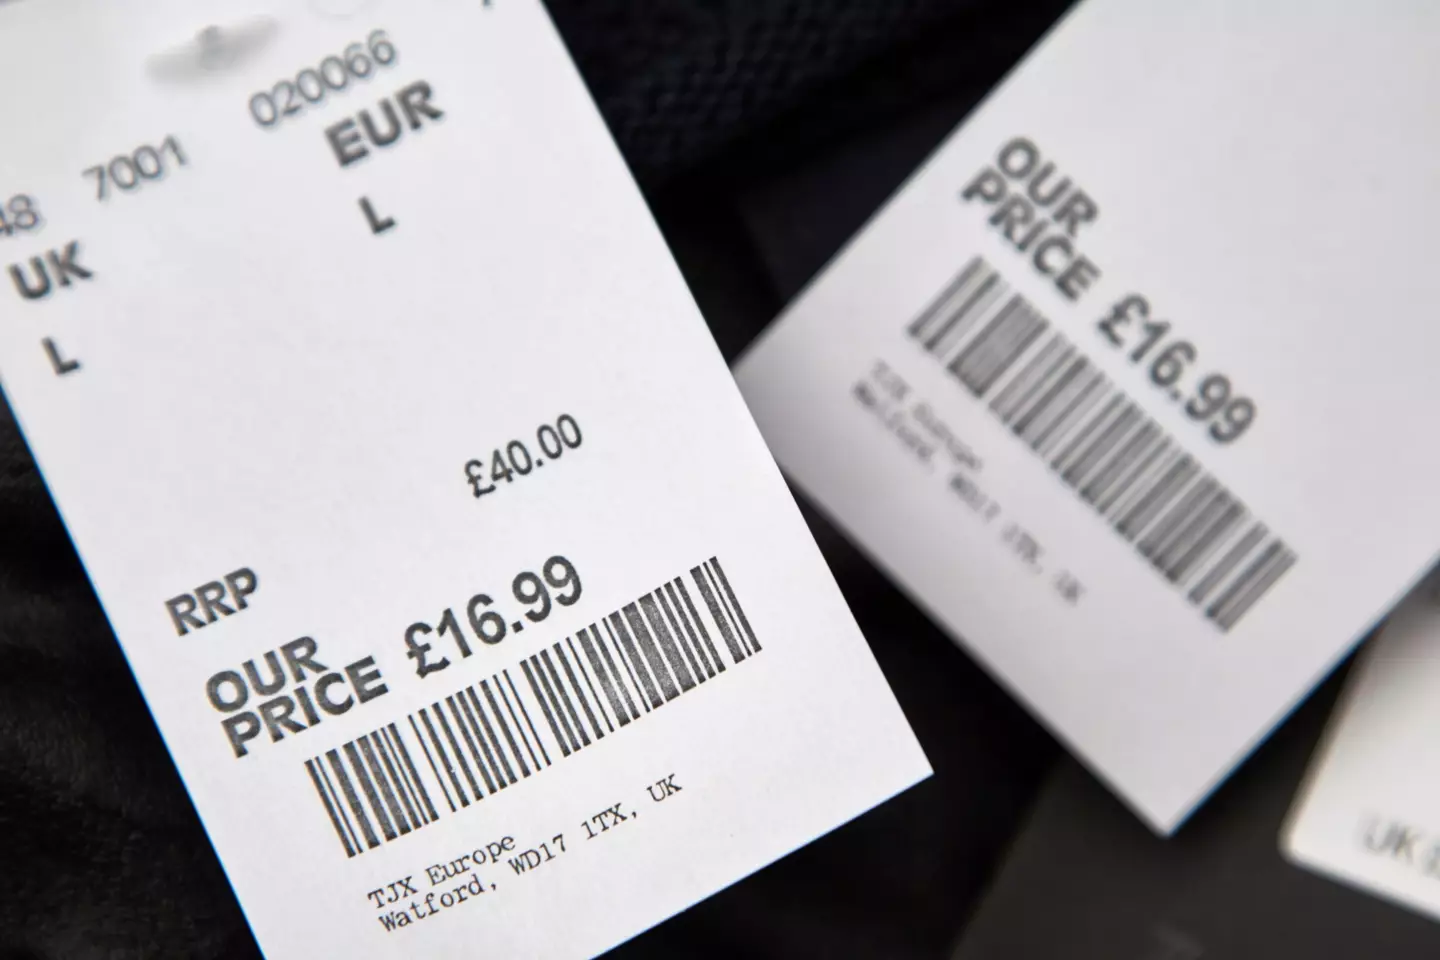 48 7001 020066
UK EUR
L L
£40.00
RRP
OUR
PRICE £16.99
TJX Europe
Watford, WD17 1TX, UK
OUR
PRICE £16.99
TJX Europe
Watford, WD17 1TX, UK
UK